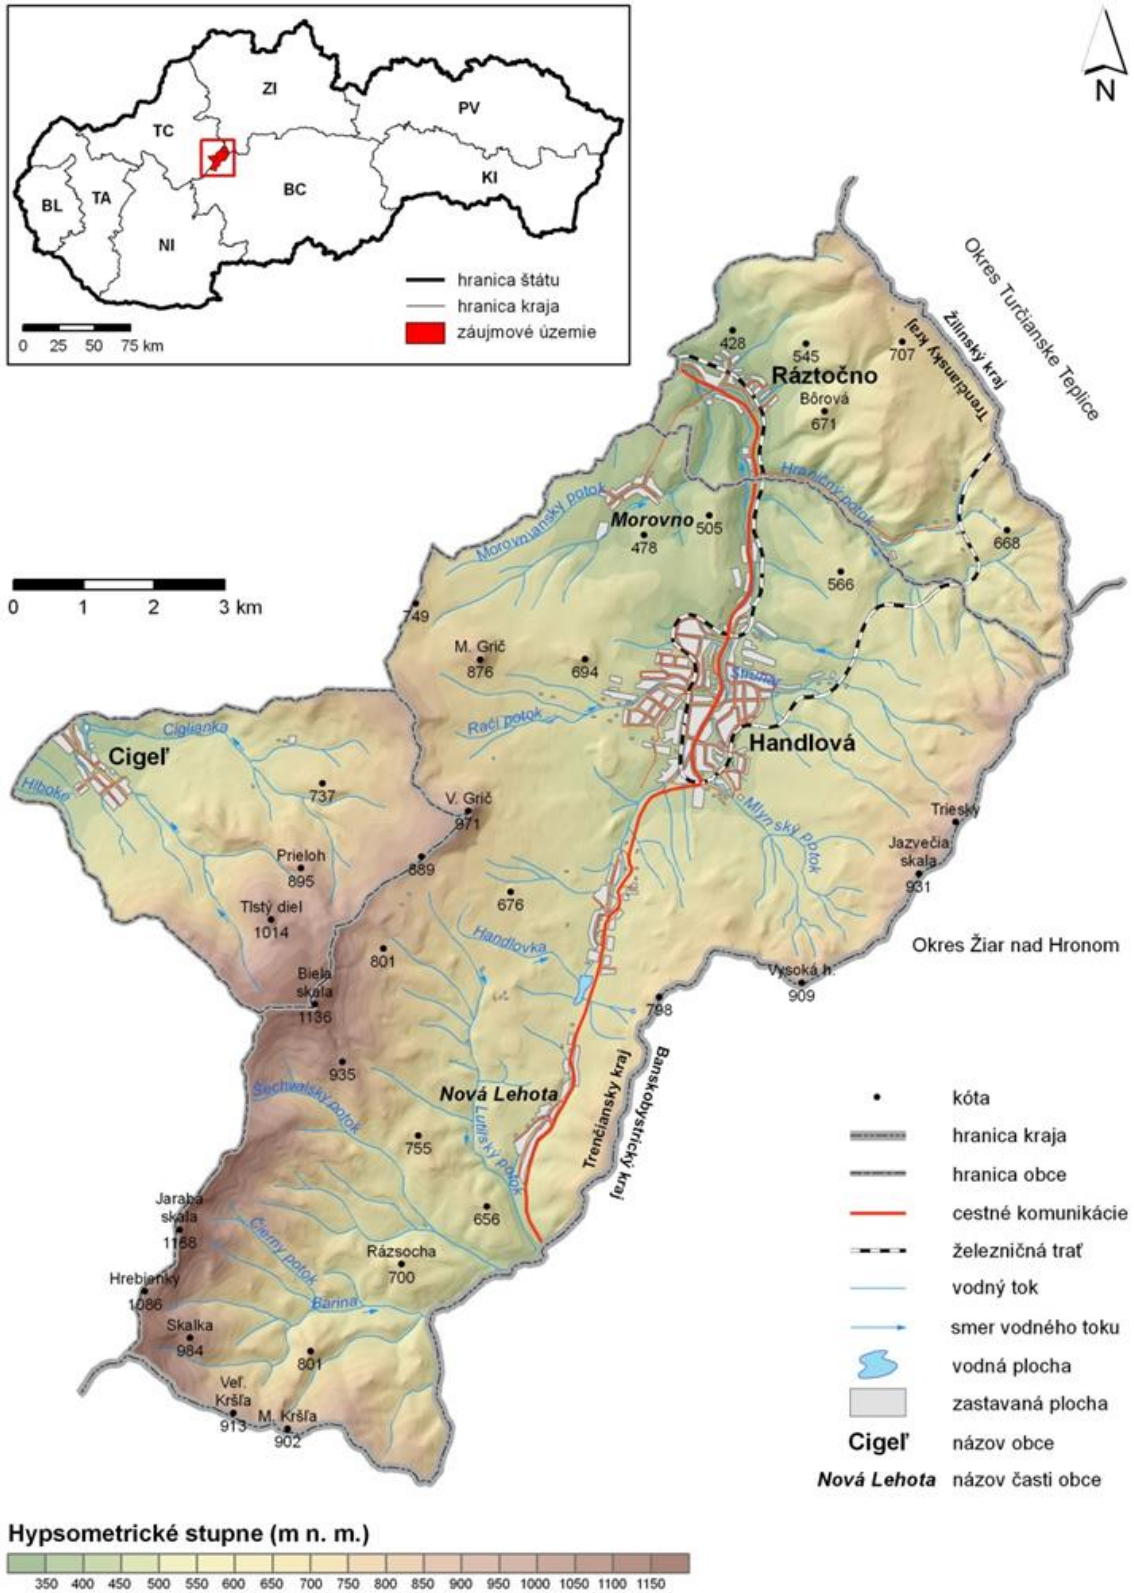 ZI
PV
TC
KI
BC
TA
BL
NI
hranica štátu
hranica kraja
záujmové územie
0 25 50 75 km
N
Okres Turčianske Teplice
Žilinský kraj
Trenčiansky kraj
428
545
707
Ráztočno
Bôrová
671
Hraničný potok
Morovniansky potok
Morovno
505
478
668
566
0 1 2 3 km
749
M. Grič
876
694
Račí potok
Handlová
Ciglianka
Cigeľ
Hlboké
737
V. Grič
971
Mlynský potok
Triesky
Jazvečia
skala
931
889
Prieloh
895
676
Tlstý diel
1014
Handlovka
801
Okres Žiar nad Hronom
Biela
skala
1136
Vysoká h.
909
798
935
Trenčiansky kraj
Banskobystrický kraj
Nová Lehota
755
Lutilský potok
656
Jarabá
skala
1168
Čierny potok
Rázsocha
700
Hrebienky
1086
Barina
Skalka
984
801
Veľ.
Kršľa
913
M. Kršľa
902
kóta
hranica kraja
hranica obce
cestné komunikácie
železničná trať
vodný tok
smer vodného toku
vodná plocha
zastavaná plocha
Cigeľ názov obce
Nová Lehota názov časti obce
Hypsometrické stupne (m n. m.)
350 400 450 500 550 600 650 700 750 800 850 900 950 1000 1050 1100 1150